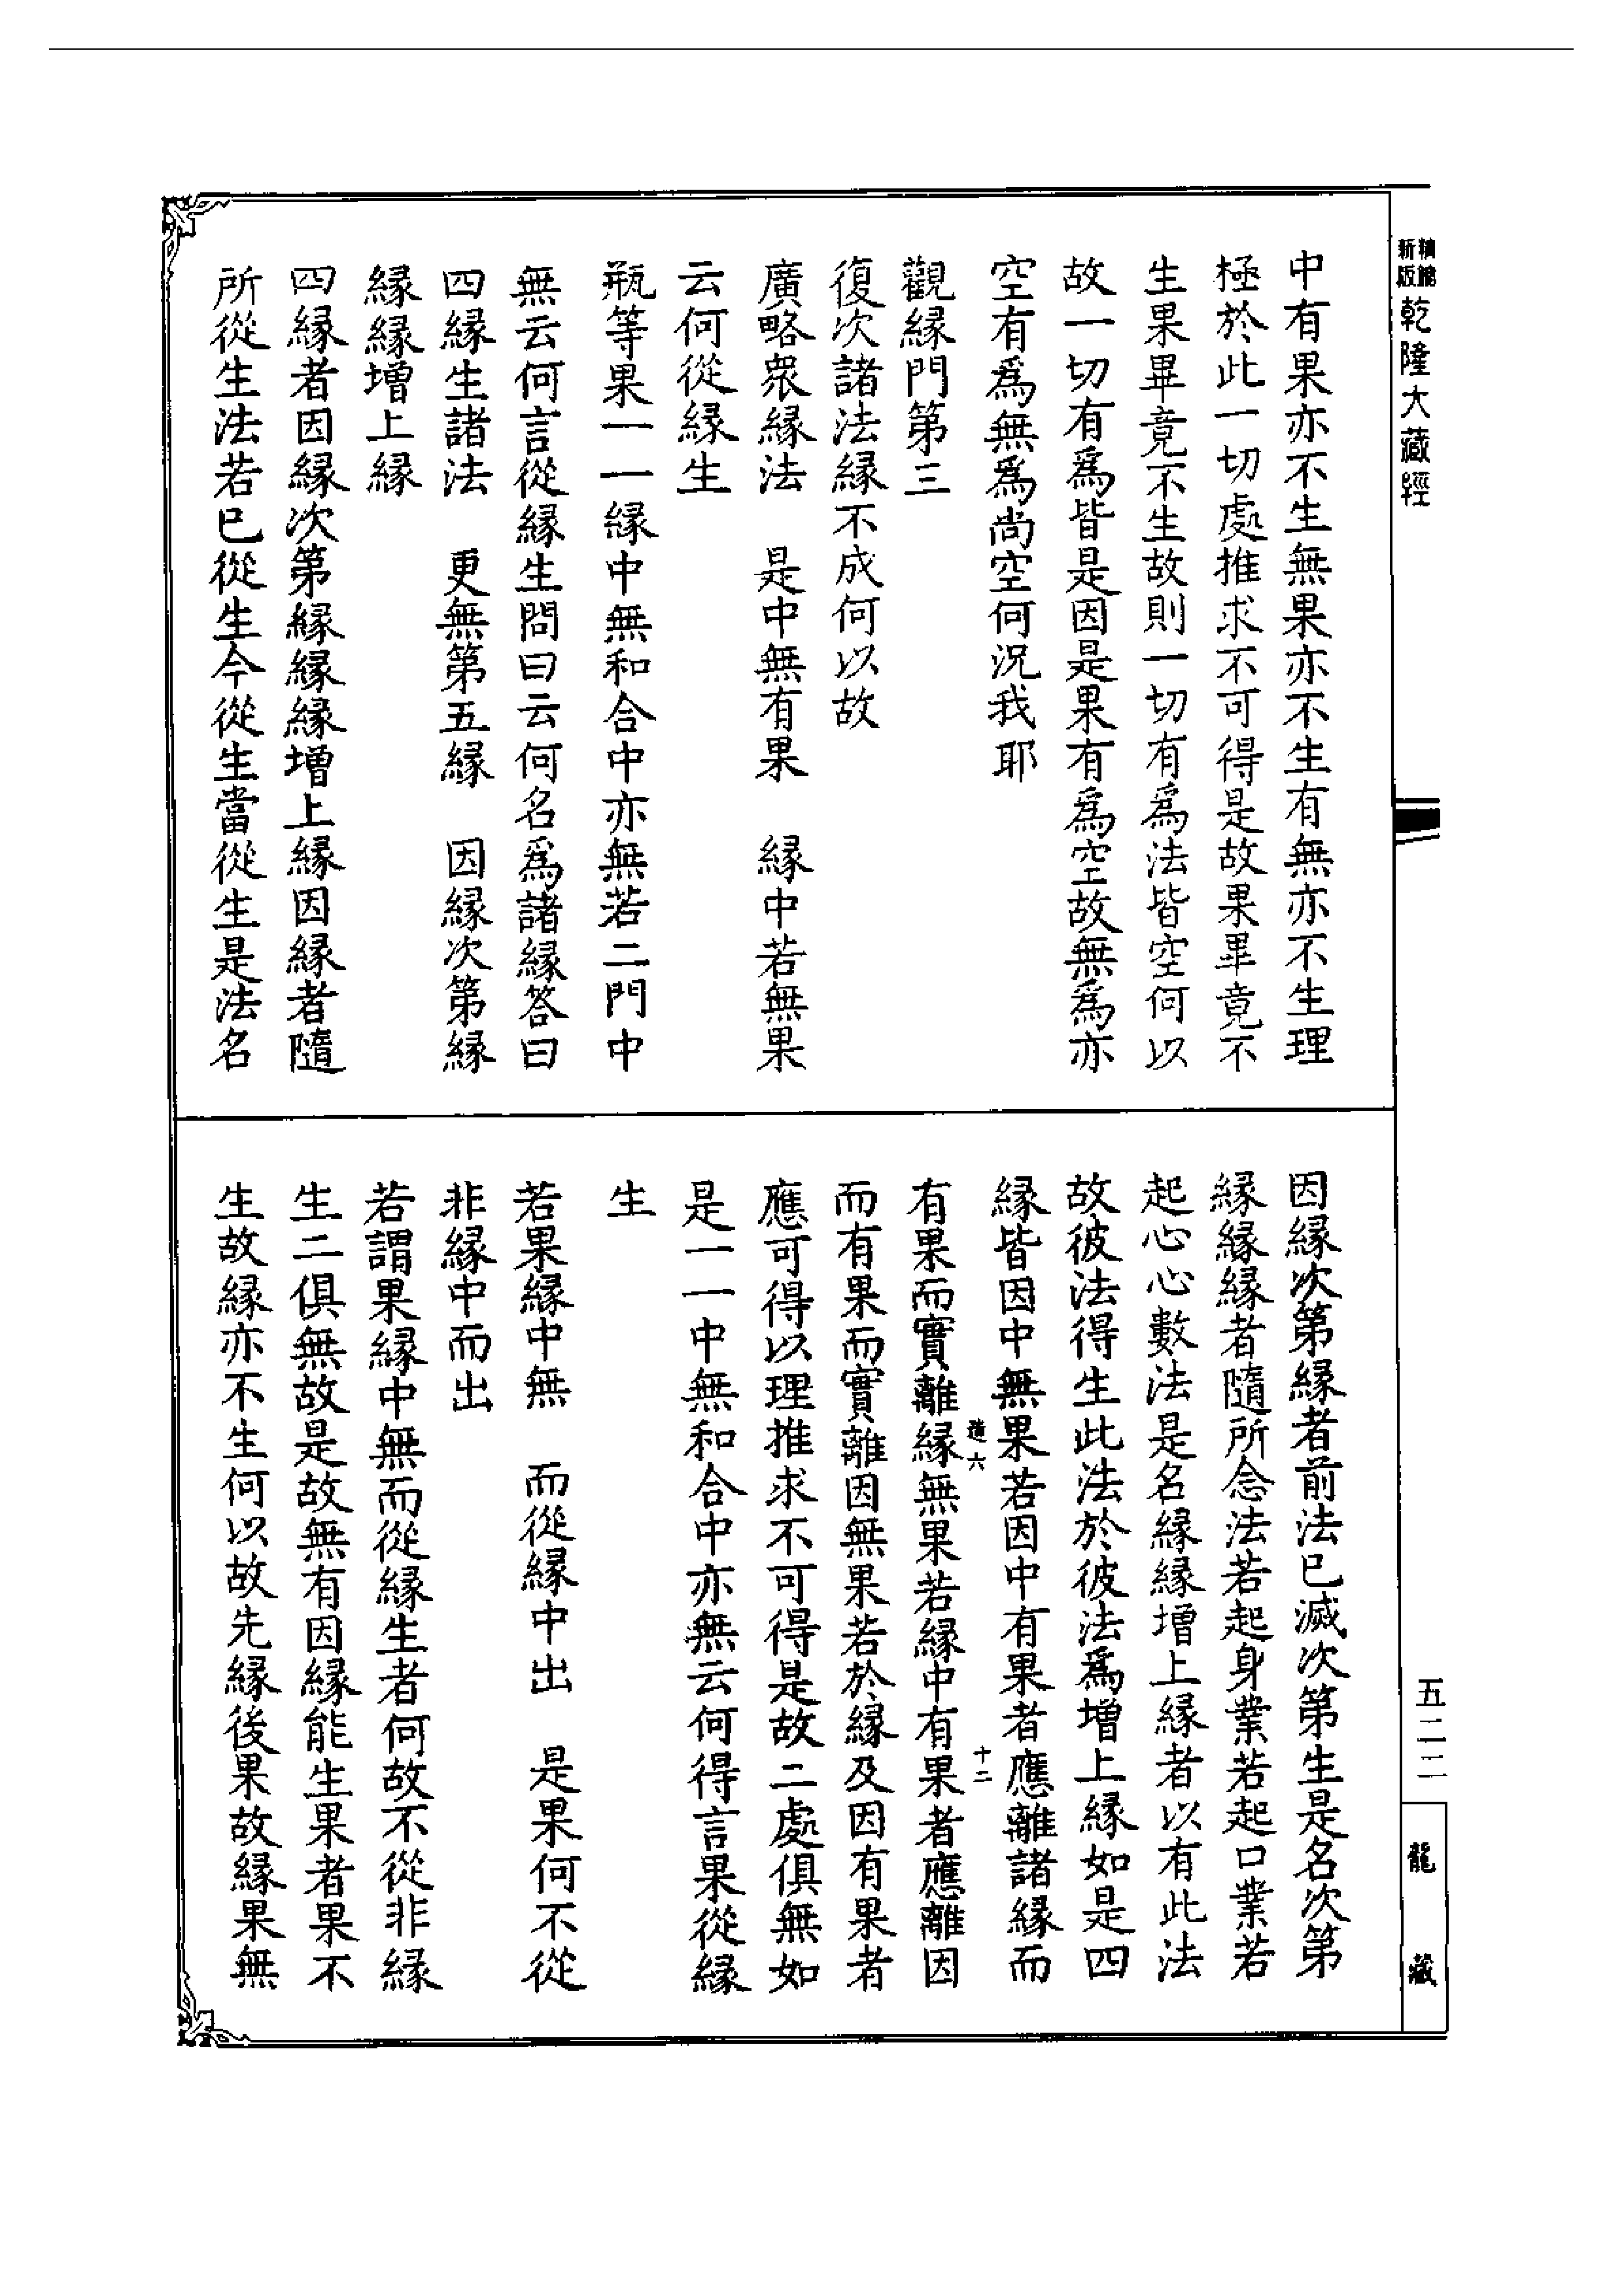 新版精縮乾隆大藏經
中有果亦不生無果亦不生有無亦不生理
極於此一切處推求不可得是故果畢竟不
生果畢竟不生故則一切有為法皆空何以
故一切有為皆是因是果有為空故無為亦
空有為無為尚空何況我耶
觀緣門第三
復次諸法緣不成何以故
廣略眾緣法　是中無有果　緣中若無果
云何從緣生
瓶等果一一緣中無和合中亦無若二門中
無云何言從緣生問曰云何名為諸緣答曰
四緣生諸法　更無第五緣　因緣次第緣
緣緣增上緣
四緣者因緣次第緣緣緣增上緣因緣者隨
所從生法若已從生今從生當從生是法名
因緣次第緣者前法已滅次第生是名次第
緣緣緣者隨所念法若起身業若起口業若
起心心數法是名緣緣增上緣者以有此法
故彼法得生此法於彼法為增上緣如是四
緣皆因中無果若因中有果者應離諸緣而
有果而實離緣無果若緣中有果者應離因
而有果而實離因無果若於緣及因有果者
應可得以理推求不可得是故二處俱無如
是一一中無和合中亦無云何得言果從緣
生
若果緣中無　而從緣中出　是果何不從
非緣中而出
若謂果緣中無而從緣生者何故不從非緣
生二俱無故是故無有因緣能生果者果不
生故緣亦不生何以故先緣後果故緣果無
六
十二
五二二
龍藏